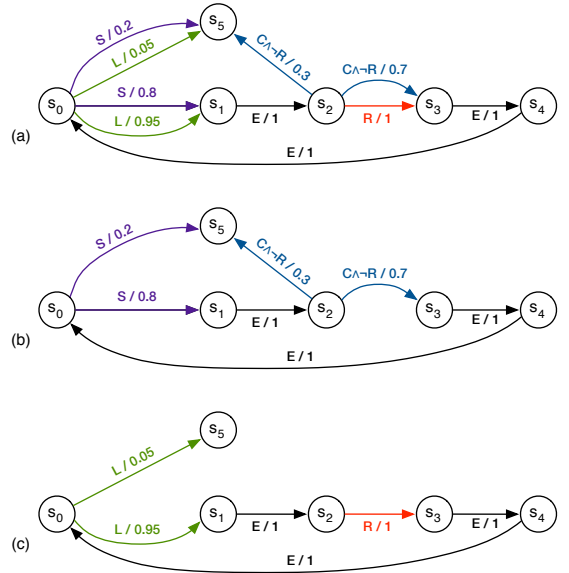 S / 0.2
s5
L / 0.05
C∧¬R / 0.3
C∧¬R / 0.7
s0
S / 0.8
s1
s2
s3
s4
L / 0.95
E / 1
R / 1
E / 1
(a)
E / 1
S / 0.2
s5
C∧¬R / 0.3
C∧¬R / 0.7
s0
S / 0.8
s1
E / 1
s2
s3
E / 1
s4
(b)
E / 1
s5
L / 0.05
s0
s1
s2
s3
s4
L / 0.95
E / 1
R / 1
E / 1
(c)
E / 1